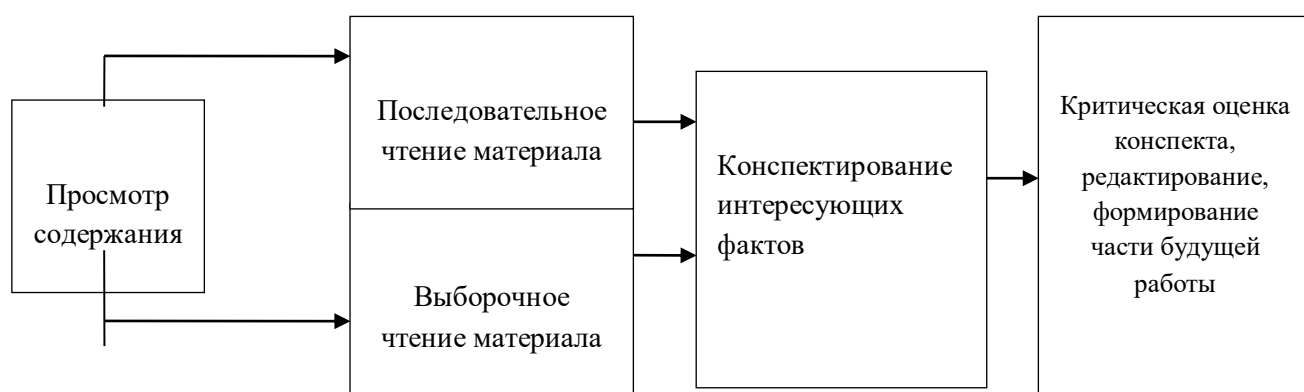 Просмотр
содержания
Последовательное
чтение материала
Выборочное
чтение материала
Конспектирование
интересующих
фактов
Критическая оценка
конспекта,
редактирование,
формирование
части будущей
работы